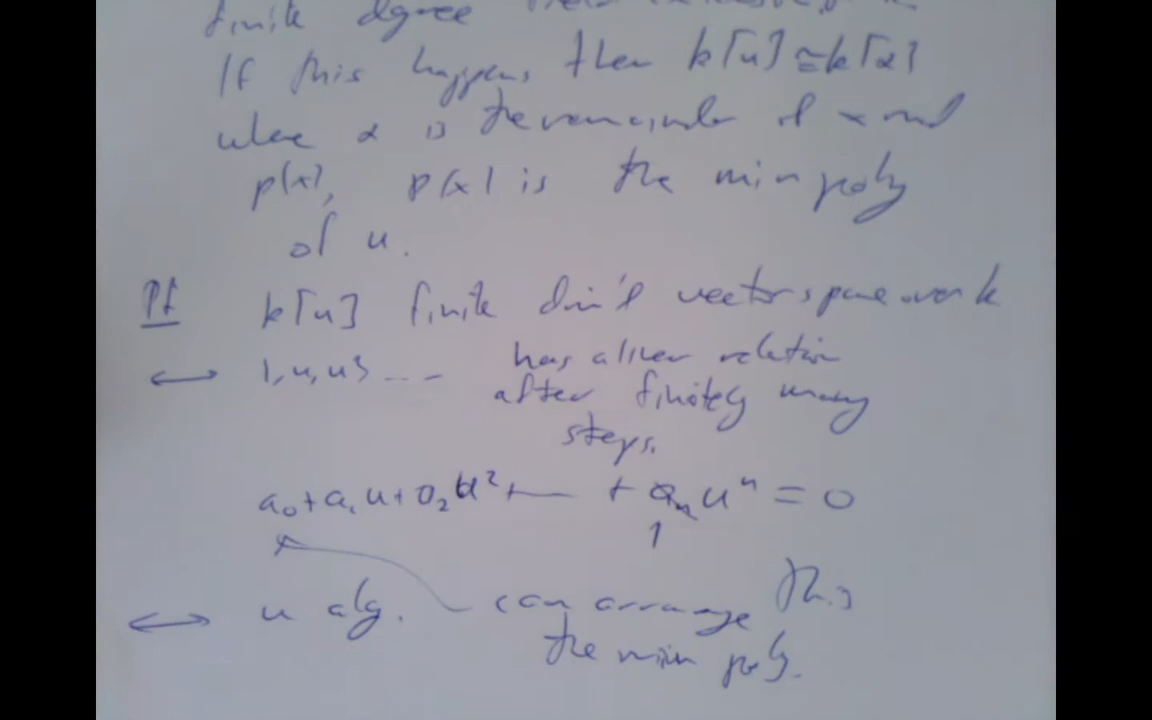 finite degree field
If this happens, then k[u] ≅ k[α]
where α is the remainder of x mod
p(x), p(x) is the min poly
of u.
Pf k[u] finite dim'l vector space over k
⟷ 1, u, u³ --- has a linear relation
after finitely many
steps.
a₀ + a₁u + a₂u² + — + aₙuⁿ = 0
1
⟷ u alg. can arrange this
the min poly.